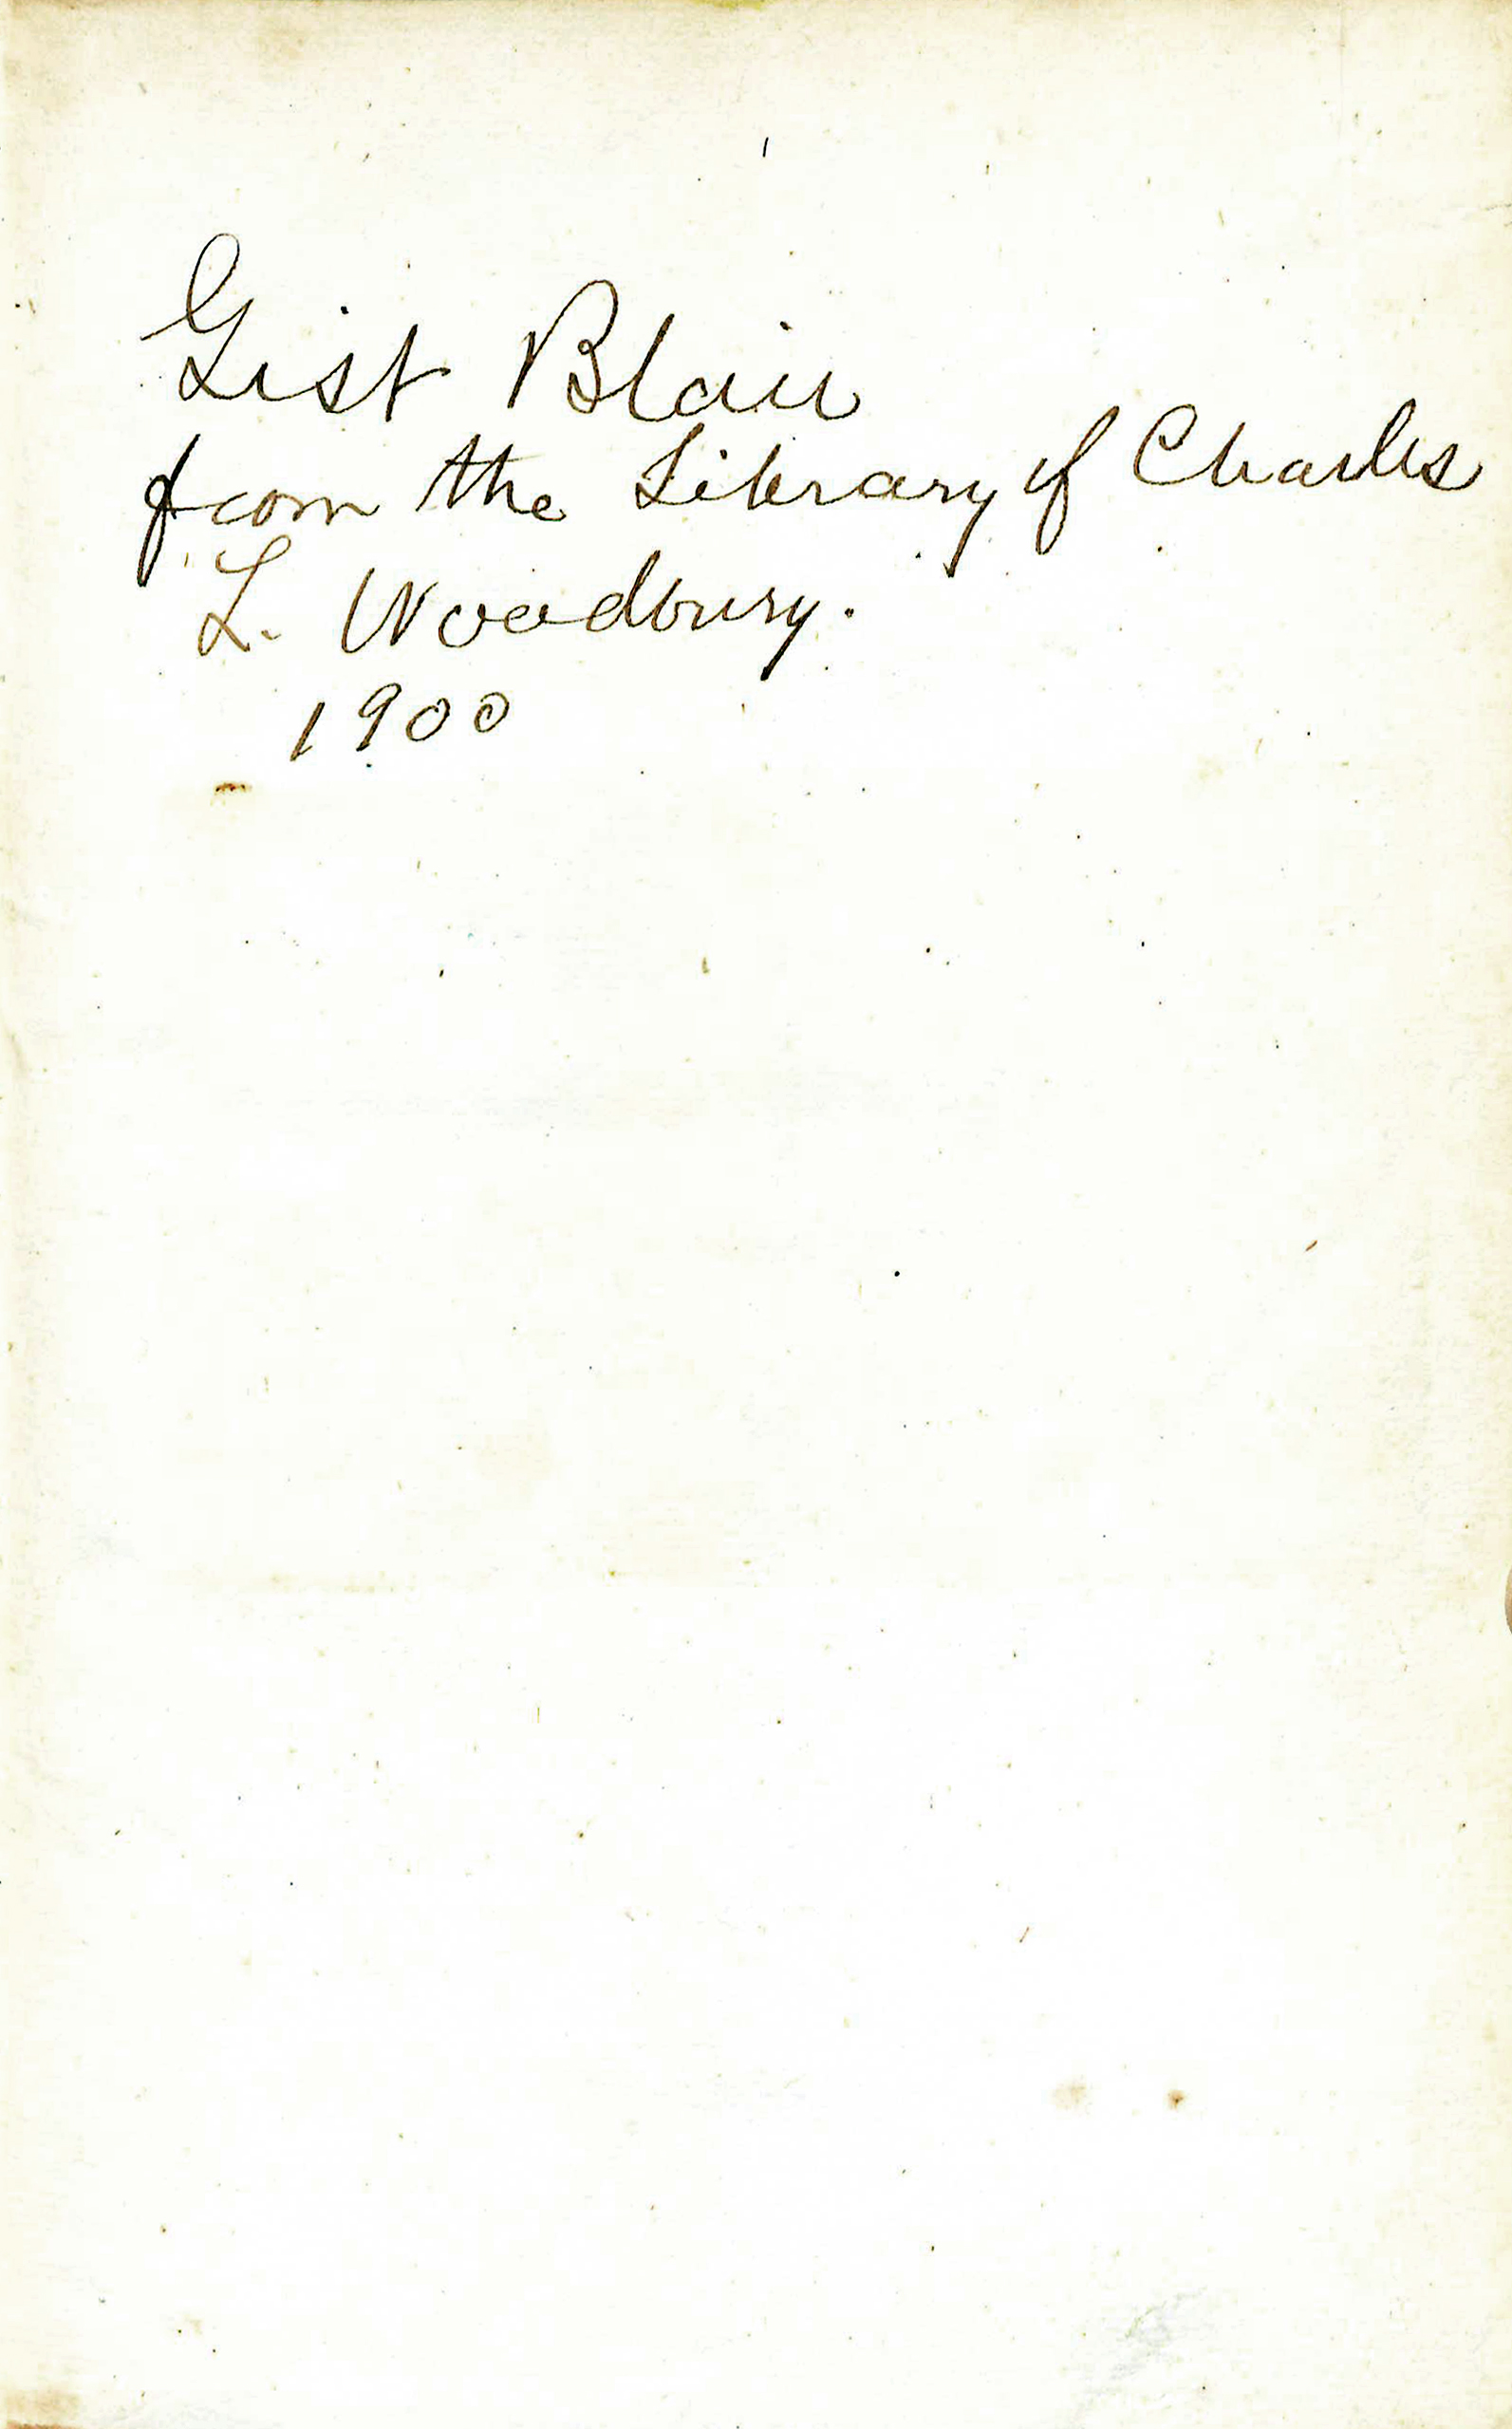 Gist Blair
from the Library of Charles
L. Woodbury.
1900